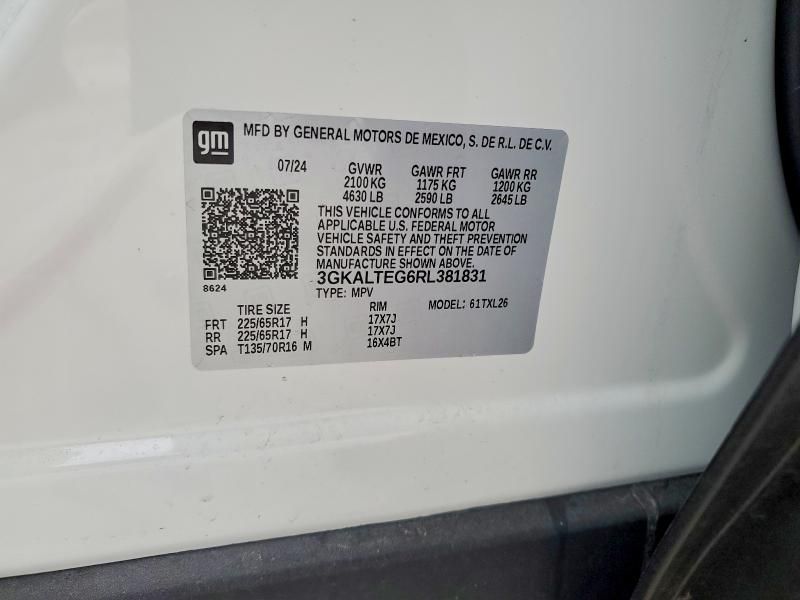 gm MFD BY GENERAL MOTORS DE MEXICO, S. DE R.L. DE C.V.
07/24 GVWR GAWR FRT GAWR RR
2100 KG 1175 KG 1200 KG
4630 LB 2590 LB 2645 LB
THIS VEHICLE CONFORMS TO ALL
APPLICABLE U.S. FEDERAL MOTOR
VEHICLE SAFETY AND THEFT PREVENTION
STANDARDS IN EFFECT ON THE DATE OF
MANUFACTURE SHOWN ABOVE.
3GKALTEG6RL381831
8624 TYPE: MPV MODEL: 61TXL26
TIRE SIZE RIM
FRT 225/65R17 H 17X7J
RR 225/65R17 H 17X7J
SPA T135/70R16 M 16X4BT